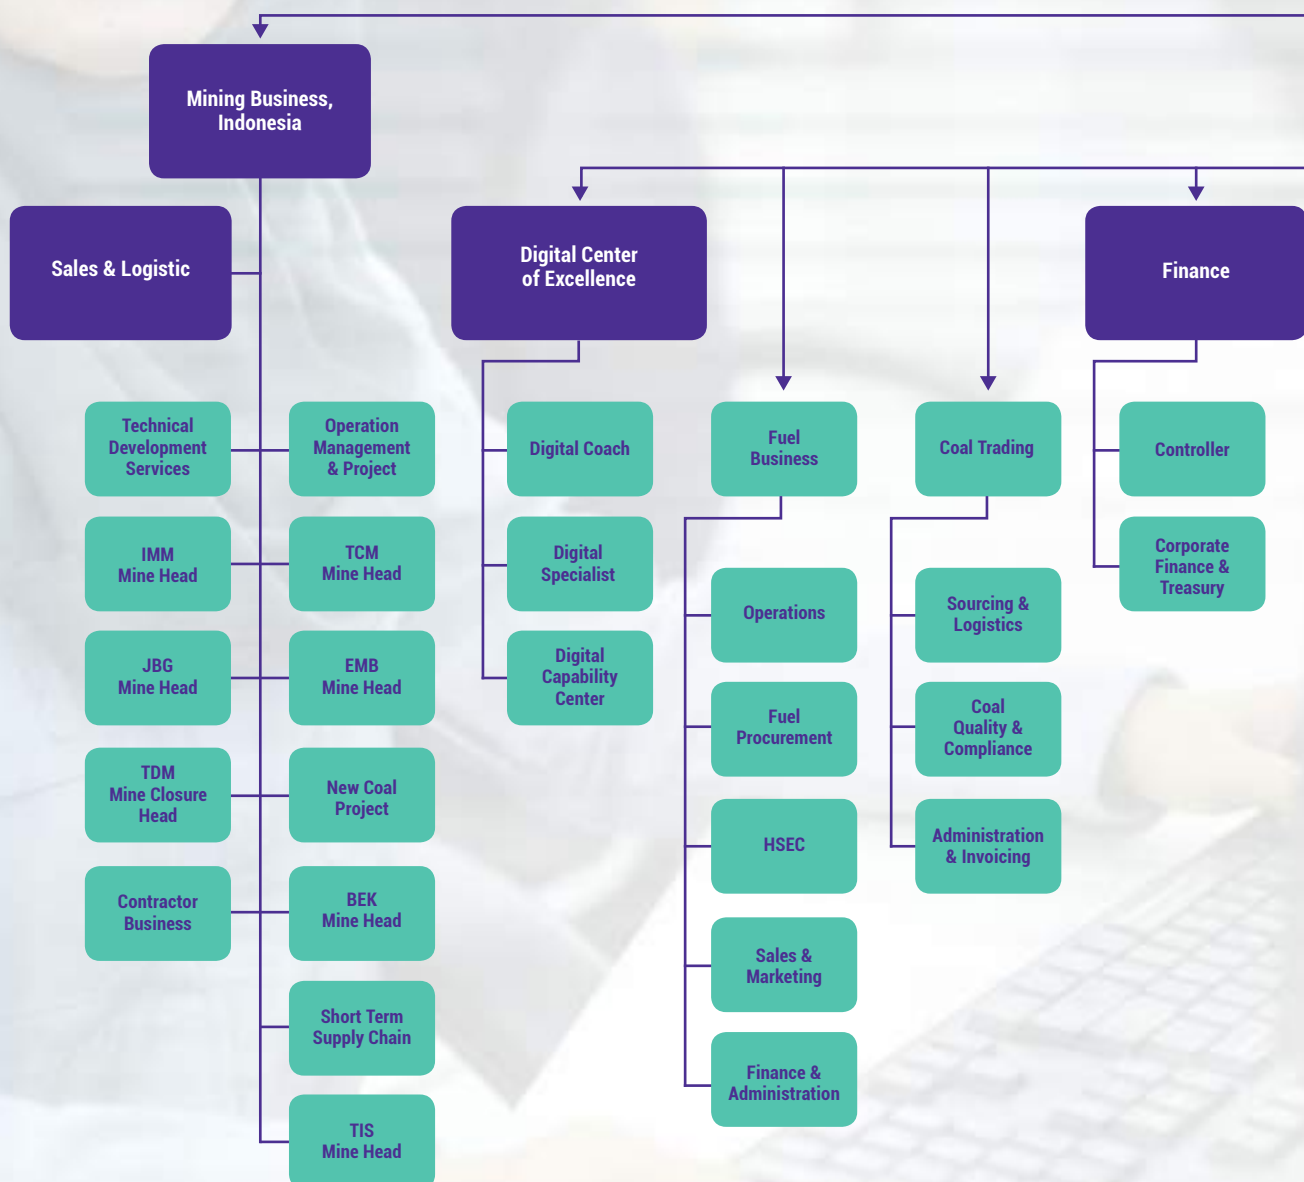 Mining Business,
Indonesia
Sales & Logistic
Digital Center
of Excellence
Finance
Technical
Development
Services
Operation
Management
& Project
IMM
Mine Head
TCM
Mine Head
JBG
Mine Head
EMB
Mine Head
TDM
Mine Closure
Head
New Coal
Project
Contractor
Business
BEK
Mine Head
Short Term
Supply Chain
TIS
Mine Head
Digital Coach
Digital
Specialist
Digital
Capability
Center
Fuel
Business
Operations
Fuel
Procurement
HSEC
Sales &
Marketing
Finance &
Administration
Coal Trading
Sourcing &
Logistics
Coal
Quality &
Compliance
Administration
& Invoicing
Controller
Corporate
Finance &
Treasury